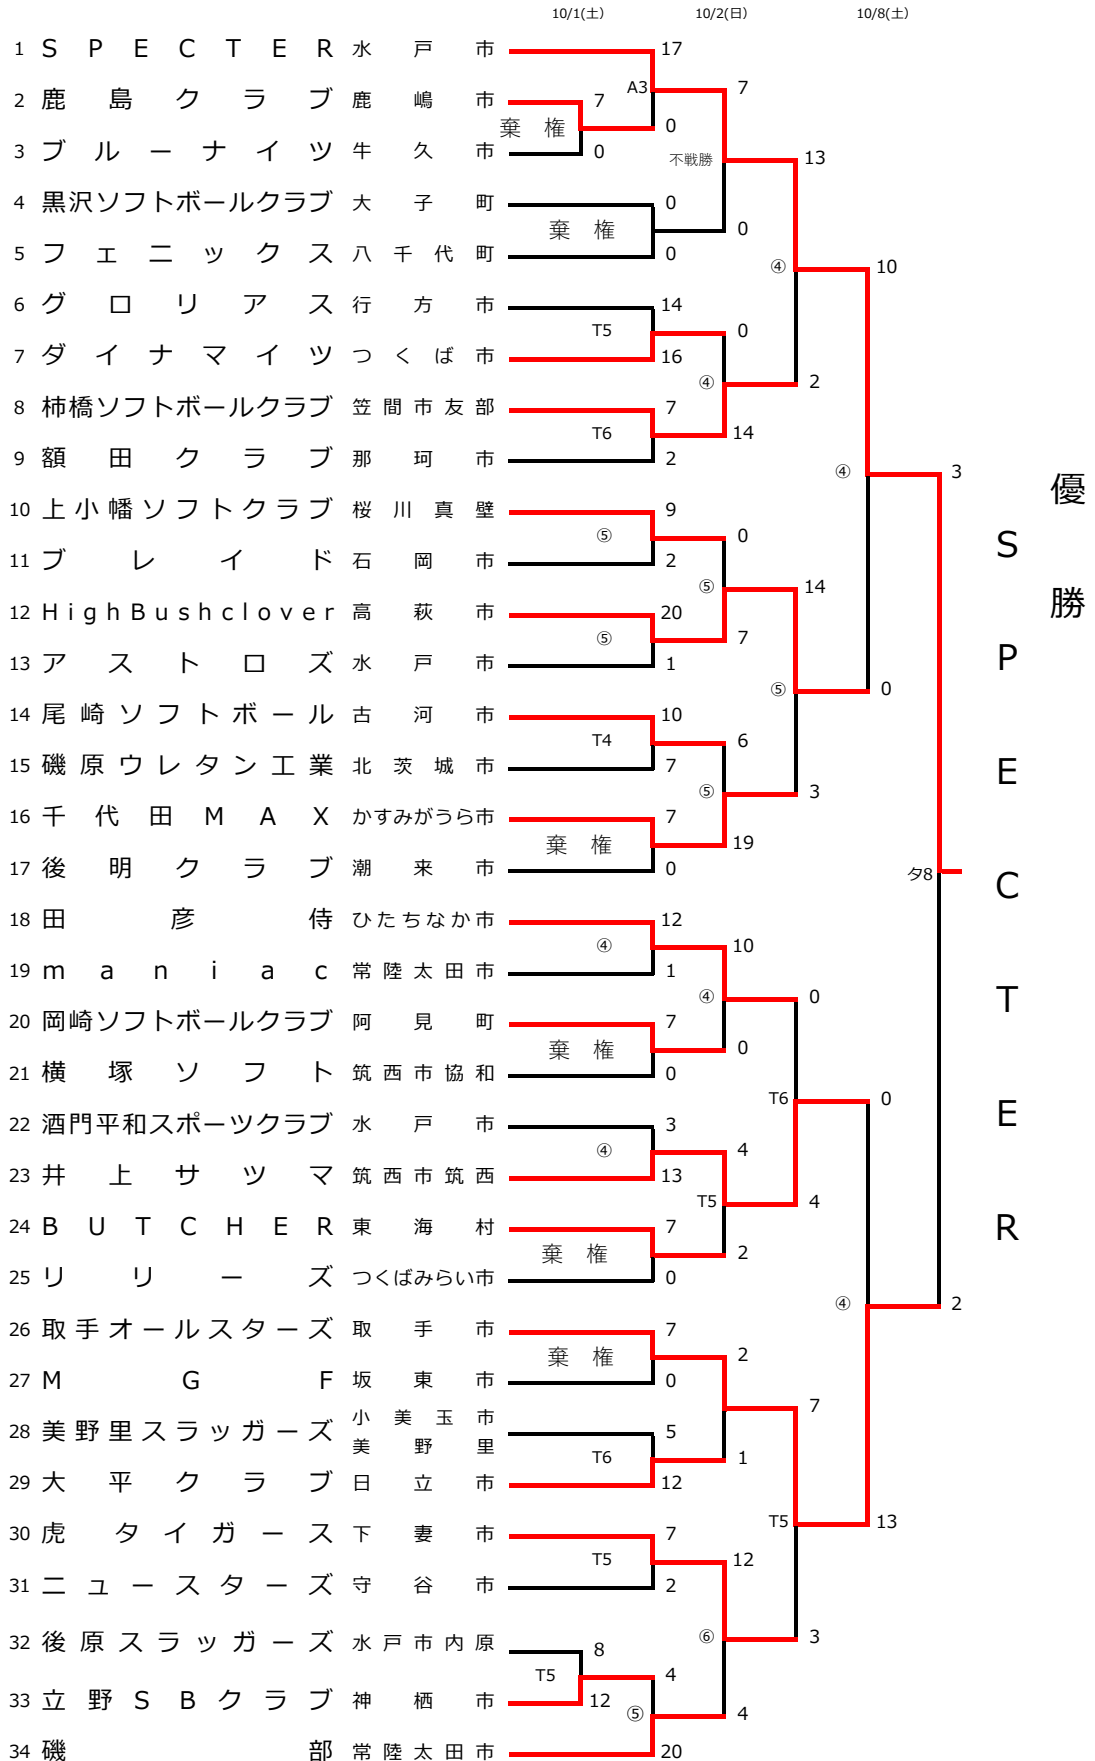 10/1(土) 10/2(日) 10/8(土)
1 SPECTER 水戸市 17
A3 7
2 鹿島クラブ 鹿嶋市 7
棄権 0
3 ブルーナイツ 牛久市 0
不戦勝 13
4 黒沢ソフトボールクラブ 大子町 0
棄権 0
5 フェニックス 八千代町 0
④ 10
6 グロリアス 行方市 14
T5 0
7 ダイナマイツ つくば市 16
④ 2
8 柿橋ソフトボールクラブ 笠間市友部 7
T6 14
9 額田クラブ 那珂市 2
④ 3
10 上小幡ソフトクラブ 桜川真壁 9
⑤ 0
11 ブレイド 石岡市 2
⑤ 14
12 HighBushclover 高萩市 20
⑤ 7
13 アストロズ 水戸市 1
⑤ 0
14 尾崎ソフトボール 古河市 10
T4 6
15 磯原ウレタン工業 北茨城市 7
⑤ 3
16 千代田MAX かすみがうら市 7
棄権 19
17 後明クラブ 潮来市 0
夕8
18 田彦侍 ひたちなか市 12
④ 10
19 maniac 常陸太田市 1
④ 0
20 岡崎ソフトボールクラブ 阿見町 7
棄権 0
21 横塚ソフト 筑西市協和 0
T6 0
22 酒門平和スポーツクラブ 水戸市 3
④ 4
23 井上サツマ 筑西市筑西 13
T5 4
24 BUTCHER 東海村 7
棄権 2
25 リリーズ つくばみらい市 0
④ 2
26 取手オールスターズ 取手市 7
棄権 2
27 MGF 坂東市 0
7
28 美野里スラッガーズ 小美玉市美野里 5
T6 1
29 大平クラブ 日立市 12
T5 13
30 虎タイガース 下妻市 7
T5 12
31 ニュースターズ 守谷市 2
⑥ 3
32 後原スラッガーズ 水戸市内原 8
T5 4
33 立野SBクラブ 神栖市 12
⑤ 4
34 磯部 常陸太田市 20
優勝
SPECTER